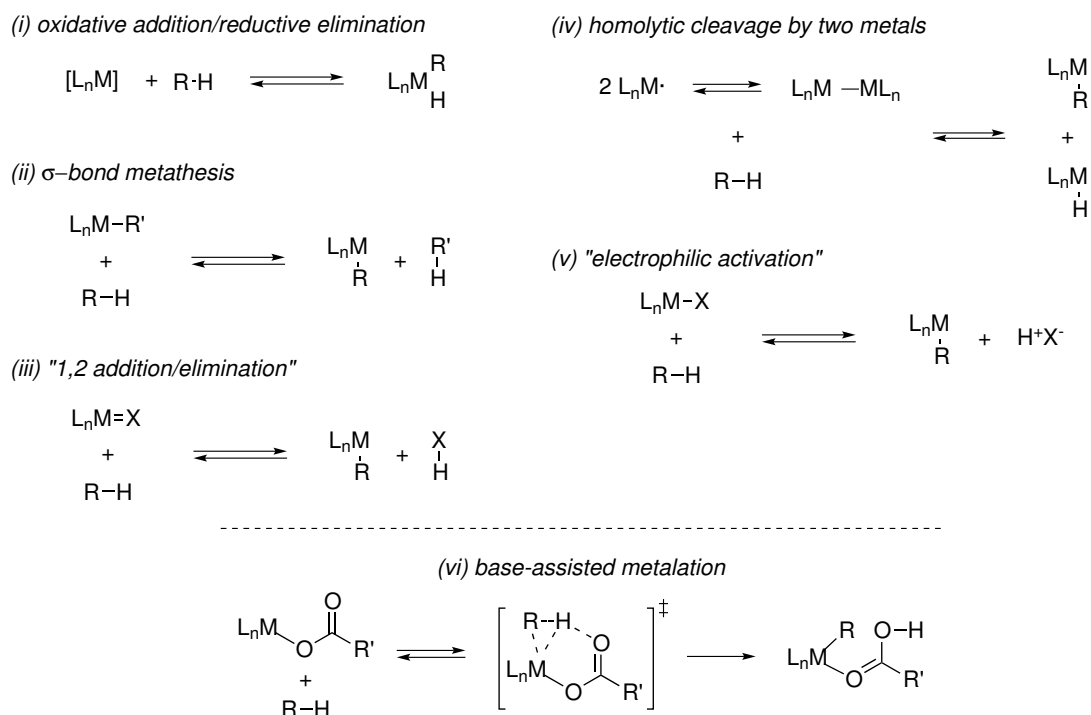 (i) oxidative addition/reductive elimination
[LnM] + R-H LnM R H
(ii) σ–bond metathesis
LnM–R'
+
R–H
LnM R + R' H
(iii) "1,2 addition/elimination"
LnM=X
+
R–H
LnM R + X H
(iv) homolytic cleavage by two metals
2 LnM· LnM —MLn
+
R–H
LnM R
+
LnM H
(v) "electrophilic activation"
LnM–X
+
R–H
LnM R + H+X-
(vi) base-assisted metalation
LnM O O R'
+
R–H
R H O LnM O R' ‡
R O–H LnM O R'